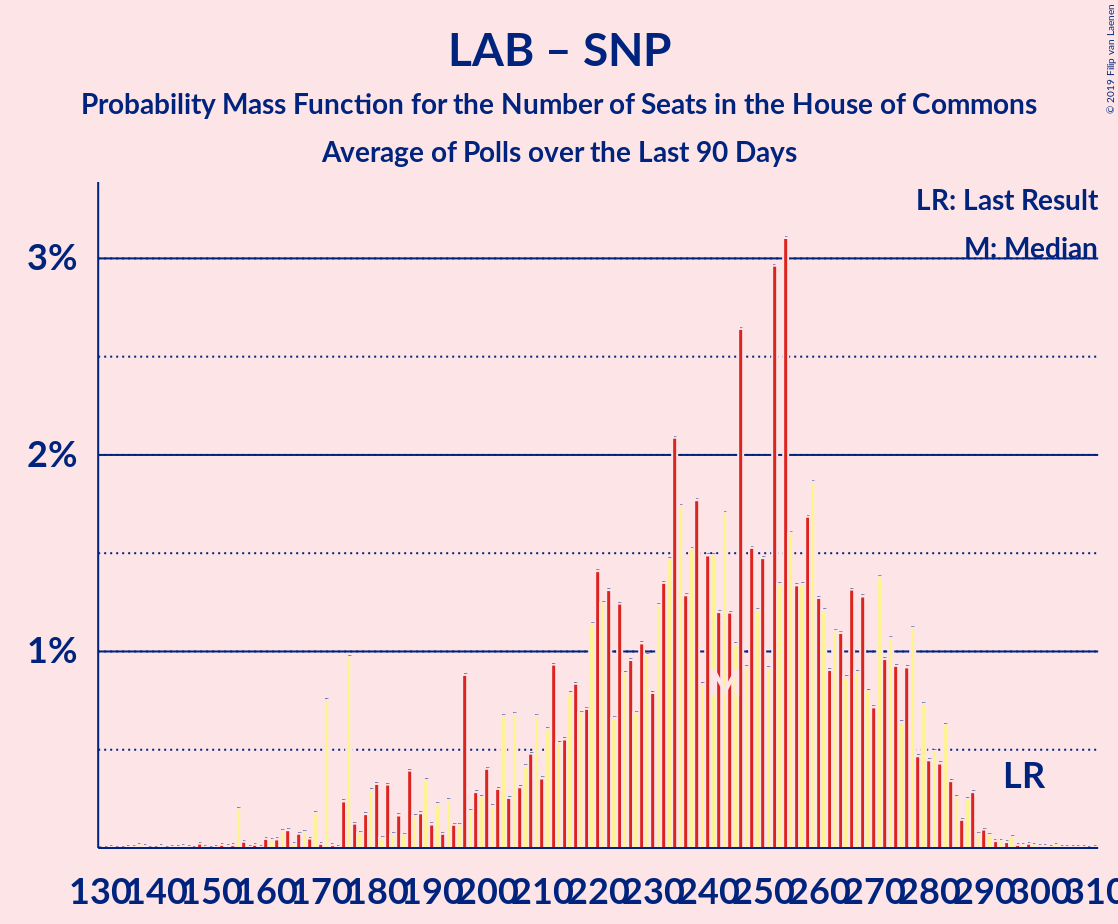 LAB – SNP
Probability Mass Function for the Number of Seats in the House of Commons
Average of Polls over the Last 90 Days
© 2019 Filip van Laenen
LR: Last Result
M: Median
3%
2%
1%
M
LR
130 140 150 160 170 180 190 200 210 220 230 240 250 260 270 280 290 300 310